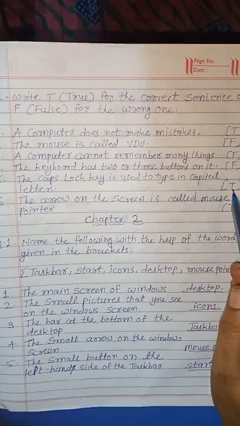 Page No.
Date
Write T (True) for the correct Sentence
F (False) for the wrong one.
A Computer does not make mistakes. [T
The mouse is called VDU. [F
A computer cannot remember many things [F
The keyboard has two or three buttons on it. [F
The Caps Lock key is used to type in capital
letters [T
The arrow on the screen is called mouse
pointer
Chapter 2
1. Name the following with the help of the word
given in the brackets;
Taskbar, start, icons, desktop, mouse point
1 The main screen of windows desktop
2 The Small pictures that you see
on the windows screen Icons
3 The bar at the bottom of the
desktop Taskba
4. The Small arrow on the windows
screen mouse
5. The Small button on the
left-hand side of the Taskbar start